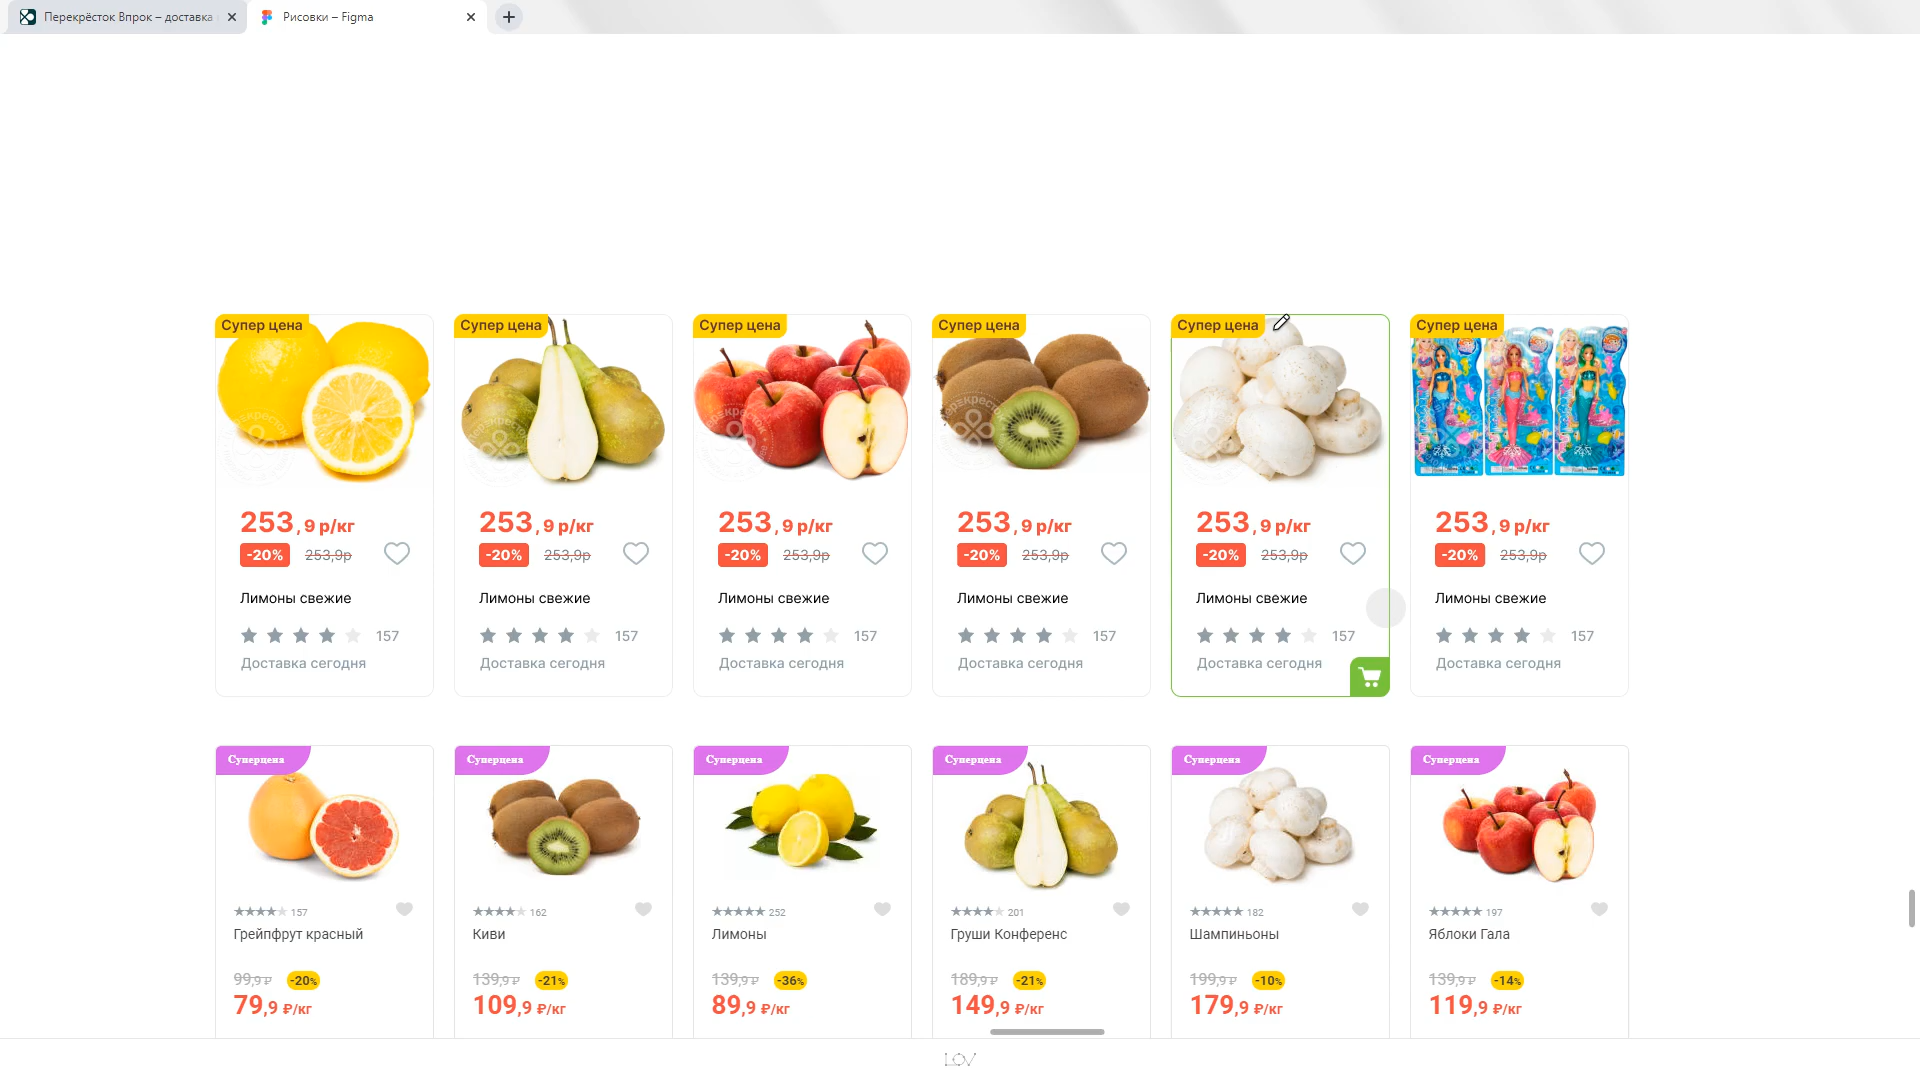 Перекрёсток Впрок – доставка
Рисовки – Figma
Супер цена
Супер цена
Супер цена
Супер цена
Супер цена
Супер цена
253, 9 р/кг
253, 9 р/кг
253, 9 р/кг
253, 9 р/кг
253, 9 р/кг
253, 9 р/кг
-20% 253,9р
-20% 253,9р
-20% 253,9р
-20% 253,9р
-20% 253,9р
-20% 253,9р
Лимоны свежие
Лимоны свежие
Лимоны свежие
Лимоны свежие
Лимоны свежие
Лимоны свежие
157
157
157
157
157
157
Доставка сегодня
Доставка сегодня
Доставка сегодня
Доставка сегодня
Доставка сегодня
Доставка сегодня
Суперцена
Суперцена
Суперцена
Суперцена
Суперцена
Суперцена
157
162
252
201
182
197
Грейпфрут красный
Киви
Лимоны
Груши Конференс
Шампиньоны
Яблоки Гала
99,9 ₽ -20%
139,9 ₽ -21%
139,9 ₽ -36%
189,9 ₽ -21%
199,9 ₽ -10%
139,9 ₽ -14%
79,9 ₽/кг
109,9 ₽/кг
89,9 ₽/кг
149,9 ₽/кг
179,9 ₽/кг
119,9 ₽/кг
LOV